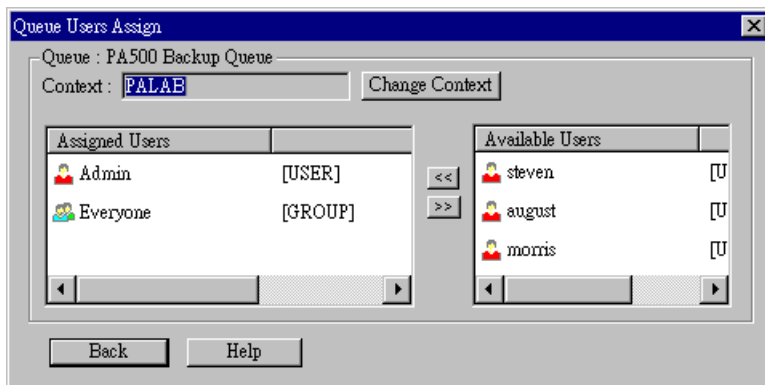 Queue Users Assign
Queue : PA500 Backup Queue
Context : PALAB Change Context
Assigned Users Available Users
Admin [USER] << steven [U
Everyone [GROUP] >> august [U
morris [U
Back Help